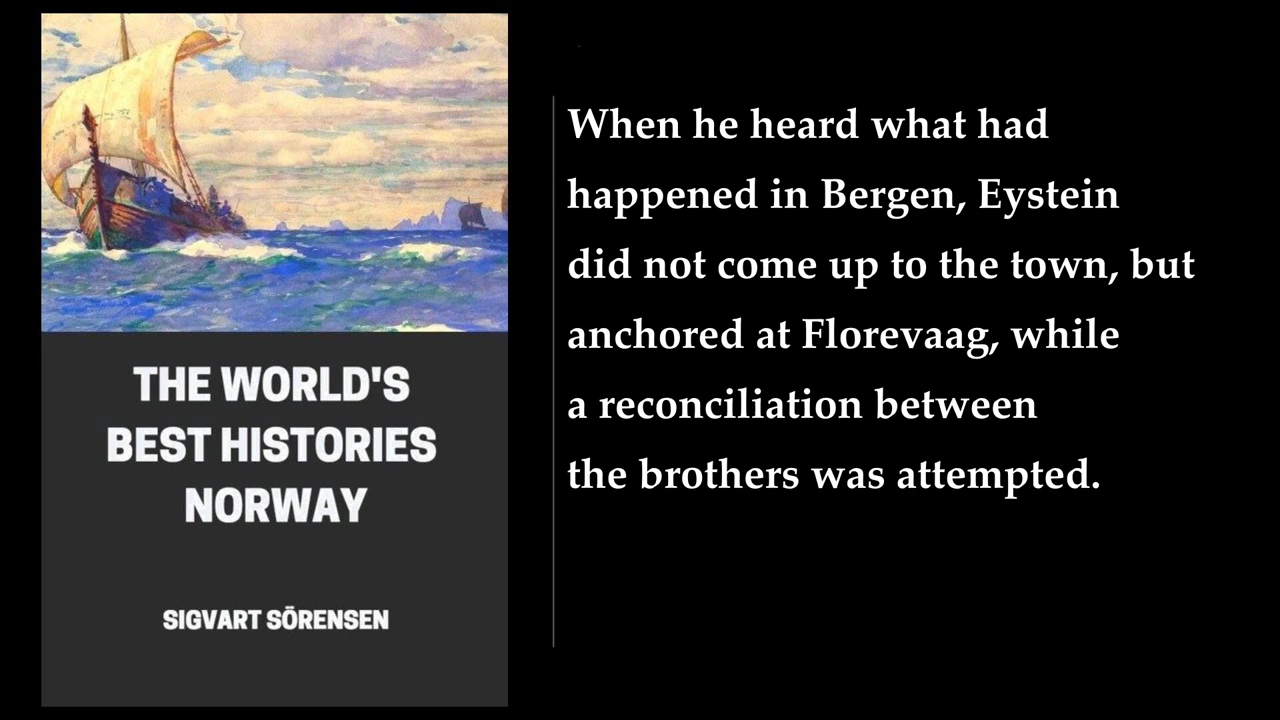 THE WORLD'S
BEST HISTORIES
NORWAY
SIGVART SÖRENSEN
When he heard what had
happened in Bergen, Eystein
did not come up to the town, but
anchored at Florevaag, while
a reconciliation between
the brothers was attempted.